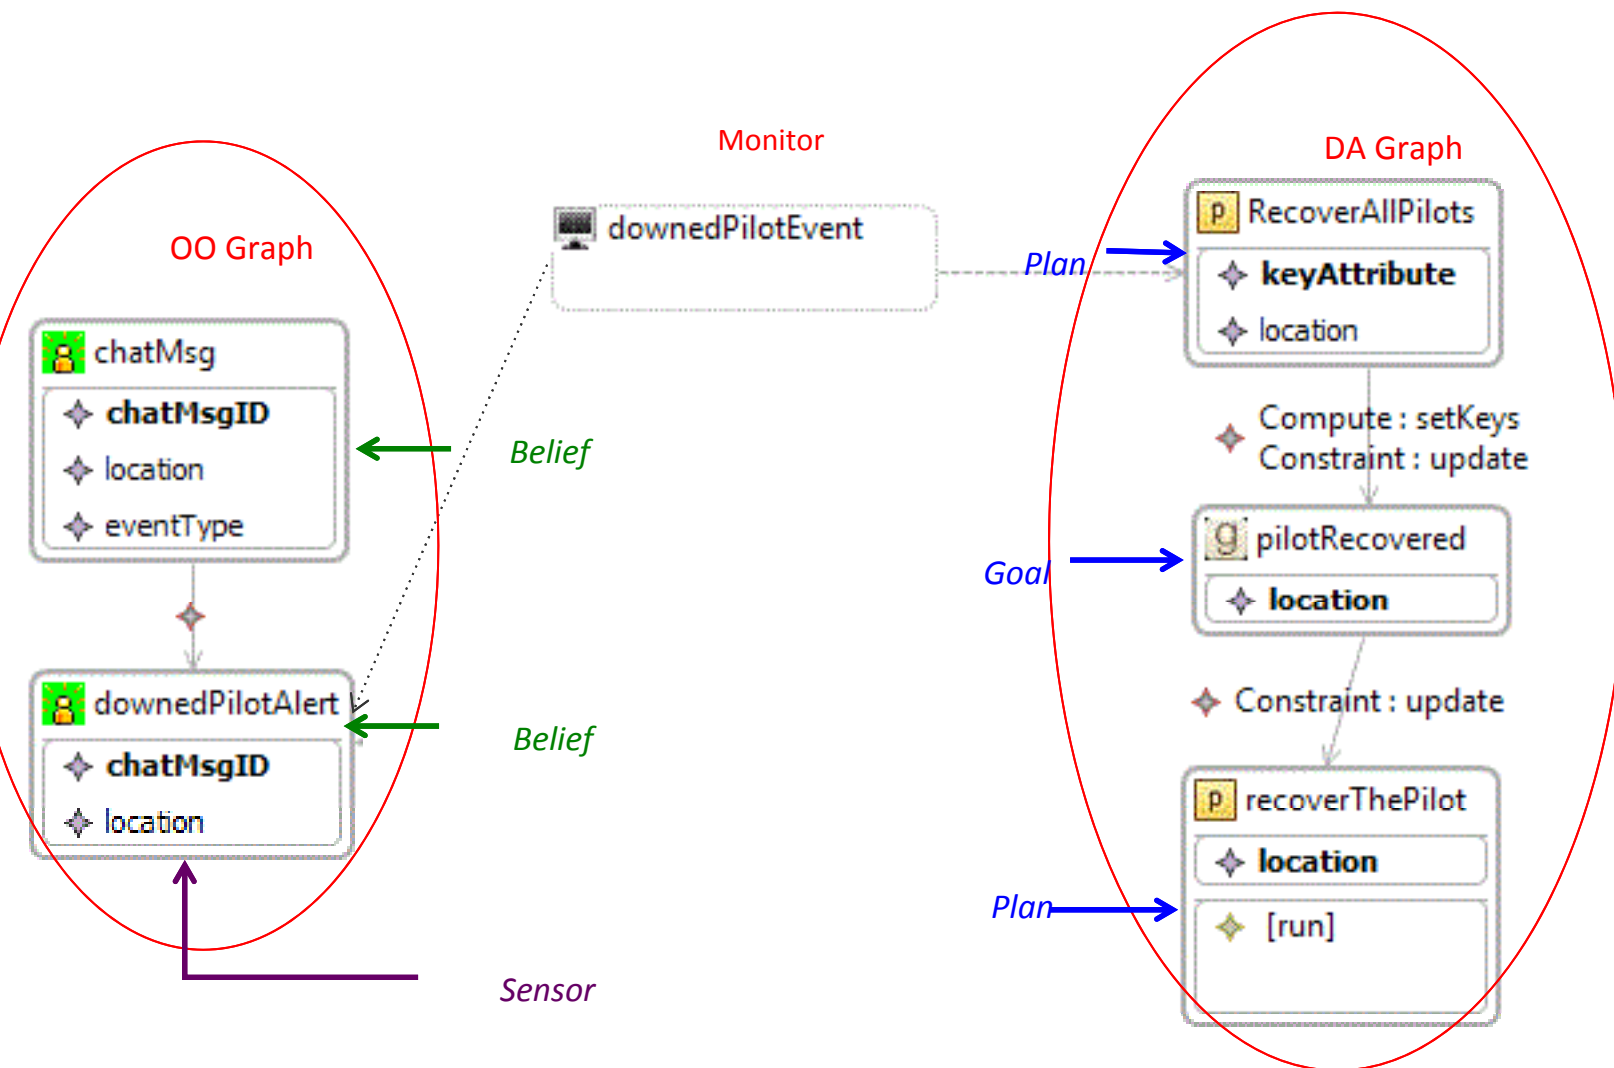 Monitor
DA Graph
OO Graph
downedPilotEvent
RecoverAllPilots
Plan
keyAttribute
location
chatMsg
chatMsgID
location
eventType
Belief
Compute : setKeys
Constraint : update
pilotRecovered
Goal
location
downedPilotAlert
Belief
chatMsgID
location
Constraint : update
recoverThePilot
location
Plan
[run]
Sensor